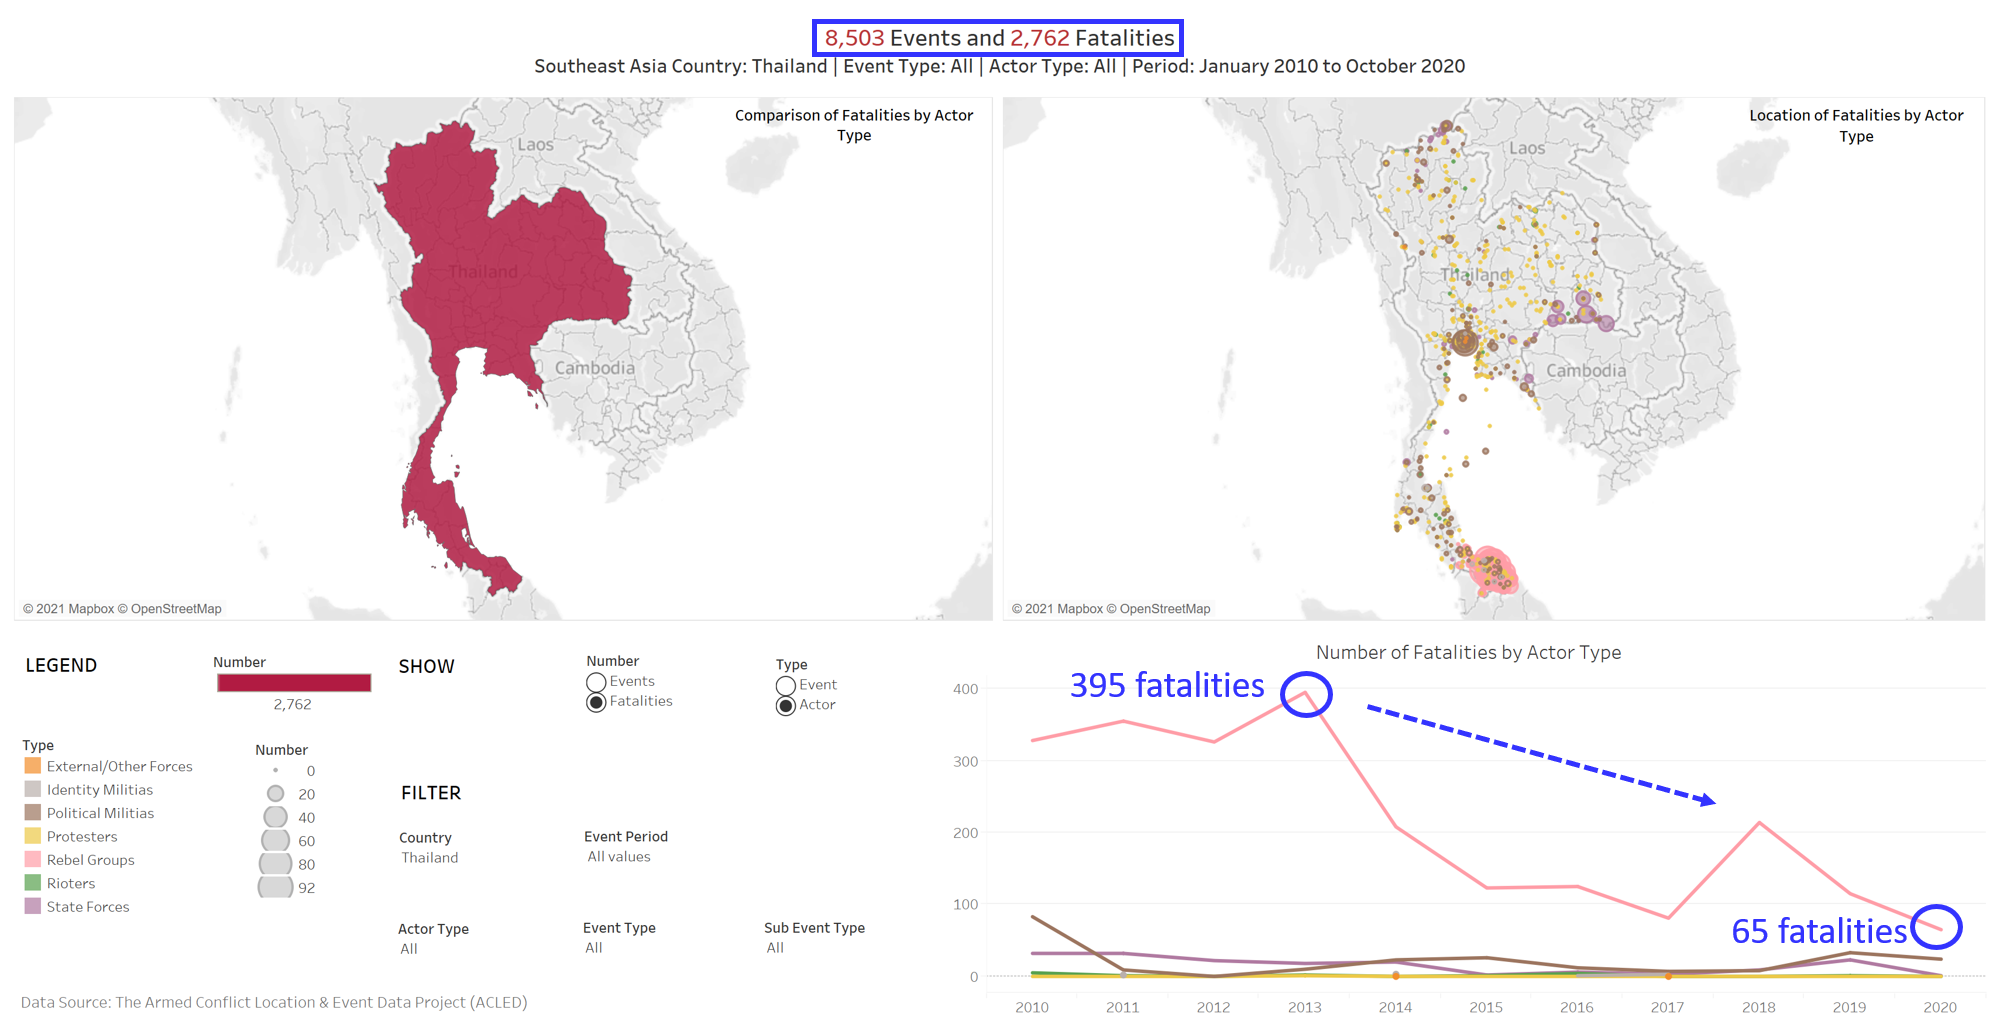 8,503 Events and 2,762 Fatalities
Southeast Asia Country: Thailand | Event Type: All | Actor Type: All | Period: January 2010 to October 2020
Comparison of Fatalities by Actor
Type
Laos
Thailand
Cambodia
© 2021 Mapbox © OpenStreetMap
Location of Fatalities by Actor
Type
Laos
Thailand
Cambodia
© 2021 Mapbox © OpenStreetMap
LEGEND
Number
2,762
Type
External/Other Forces
Identity Militias
Political Militias
Protesters
Rebel Groups
Rioters
State Forces
Number
0
20
40
60
80
92
SHOW
Number
Events
Fatalities
Type
Event
Actor
FILTER
Country
Thailand
Event Period
All values
Actor Type
All
Event Type
All
Sub Event Type
All
Number of Fatalities by Actor Type
395 fatalities
65 fatalities
400
300
200
100
0
2010 2011 2012 2013 2014 2015 2016 2017 2018 2019 2020
Data Source: The Armed Conflict Location & Event Data Project (ACLED)